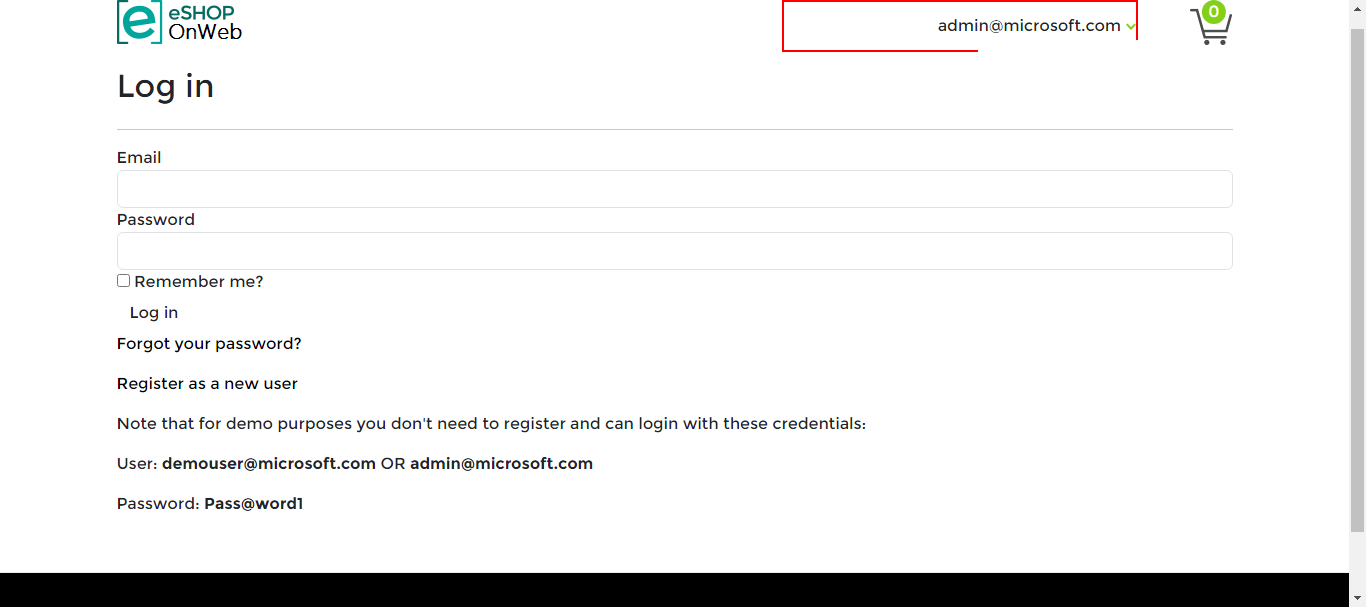 eSHOP
OnWeb
admin@microsoft.com
0
Log in
Email
Password
Remember me?
Log in
Forgot your password?
Register as a new user
Note that for demo purposes you don't need to register and can login with these credentials:
User: demouser@microsoft.com OR admin@microsoft.com
Password: Pass@word1